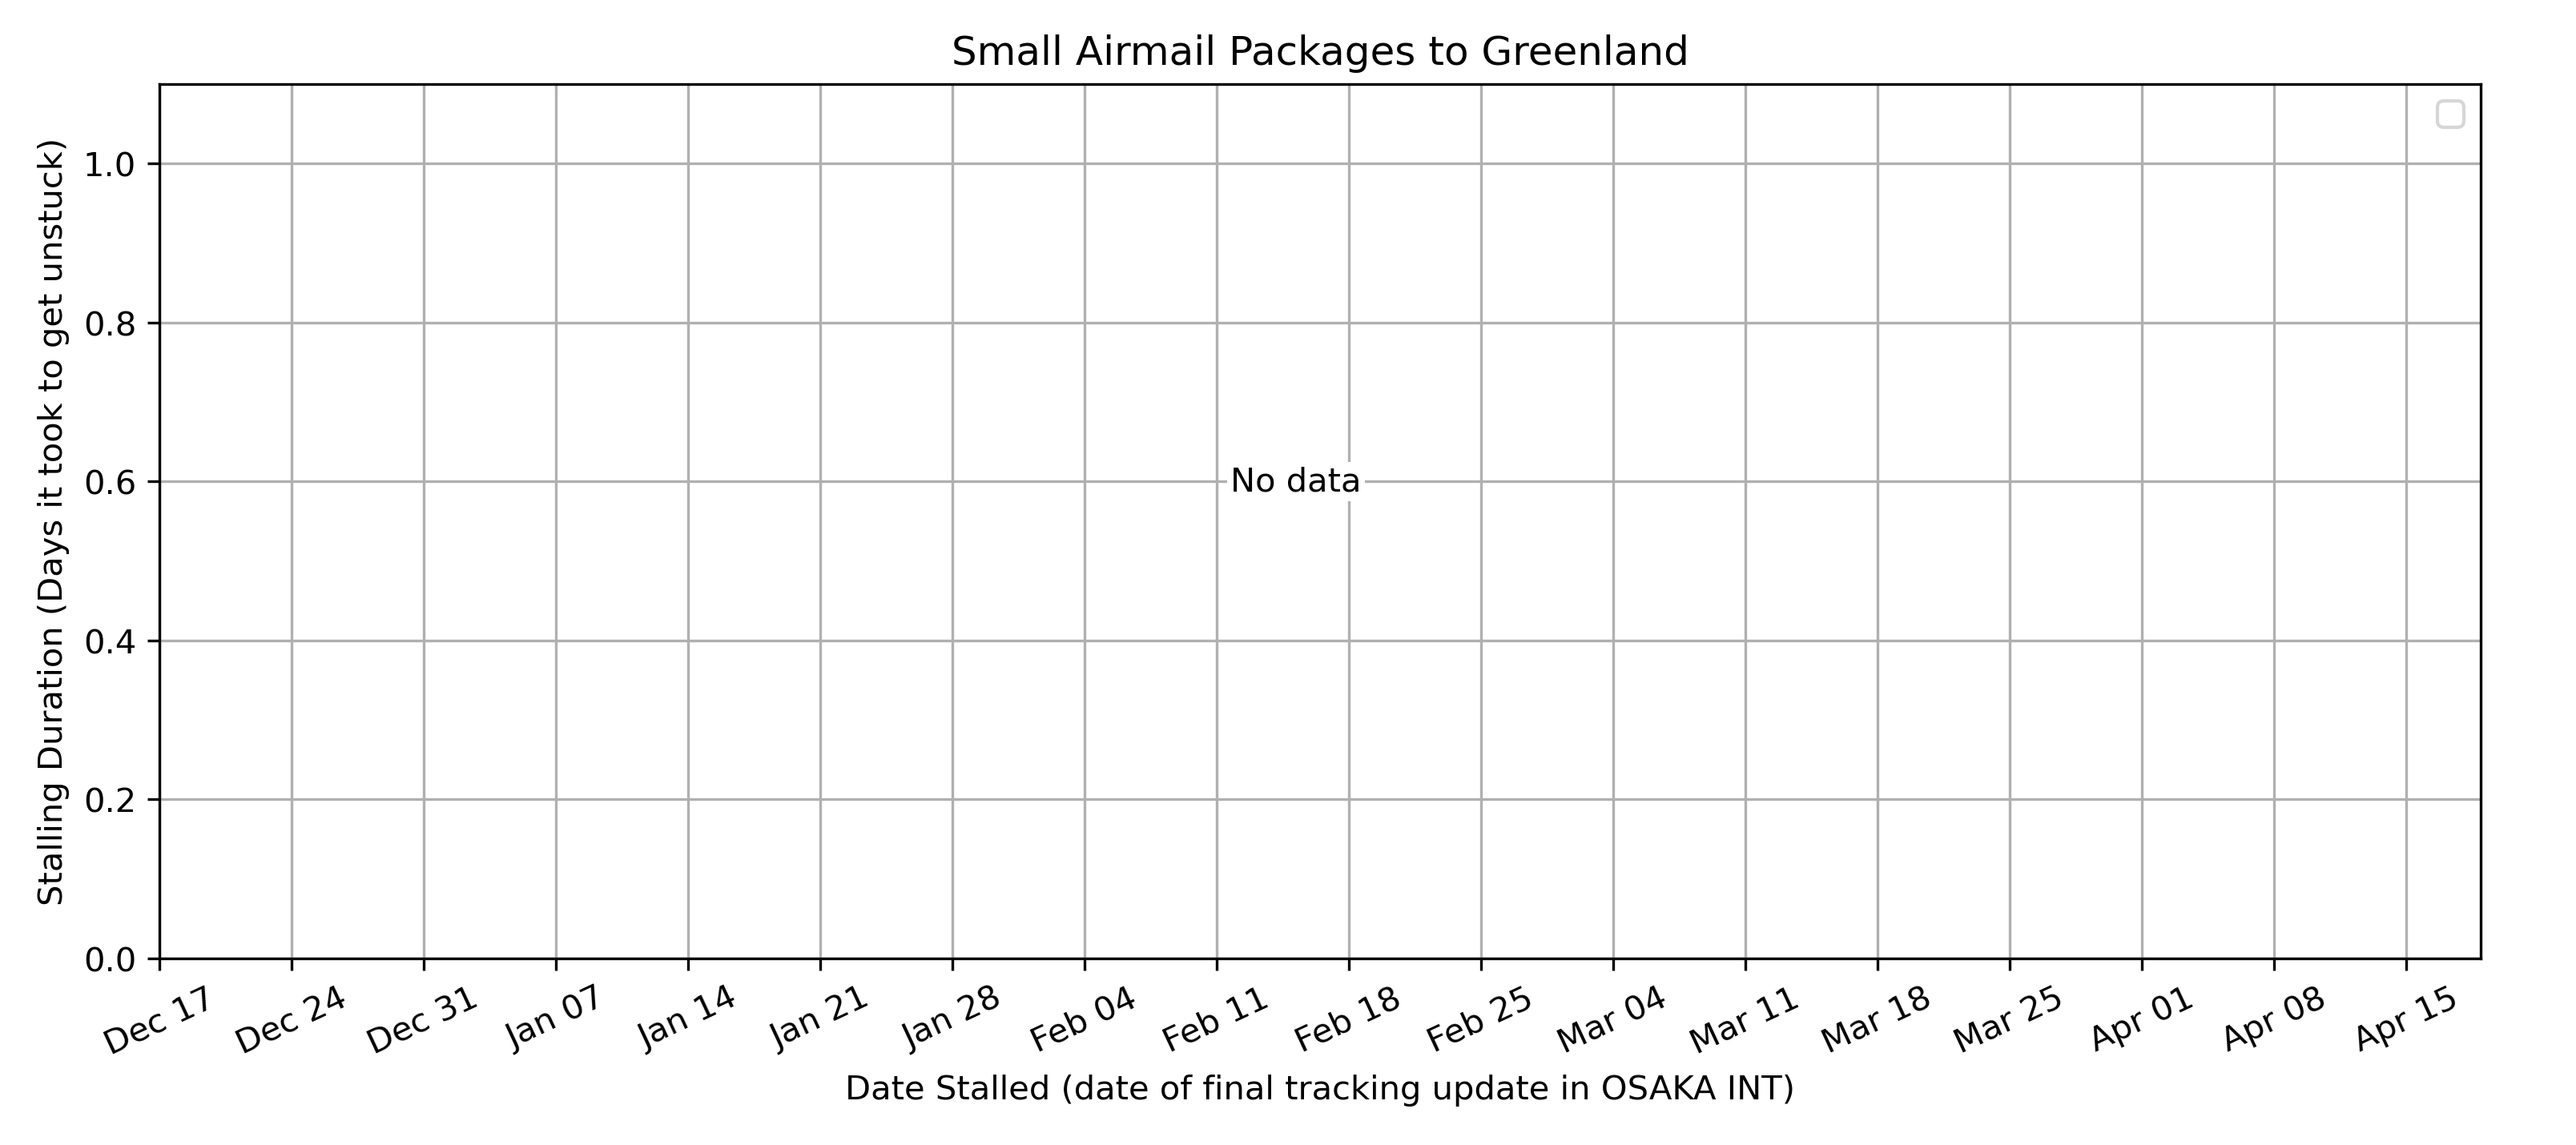 Small Airmail Packages to Greenland
Stalling Duration (Days it took to get unstuck)
1.0
0.8
0.6
0.4
0.2
0.0
No data
Dec 17
Dec 24
Dec 31
Jan 07
Jan 14
Jan 21
Jan 28
Feb 04
Feb 11
Feb 18
Feb 25
Mar 04
Mar 11
Mar 18
Mar 25
Apr 01
Apr 08
Apr 15
Date Stalled (date of final tracking update in OSAKA INT)